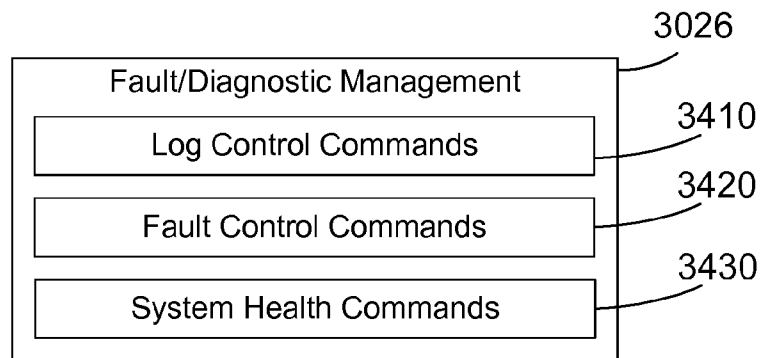 3026
Fault/Diagnostic Management
Log Control Commands
3410
Fault Control Commands
3420
System Health Commands
3430